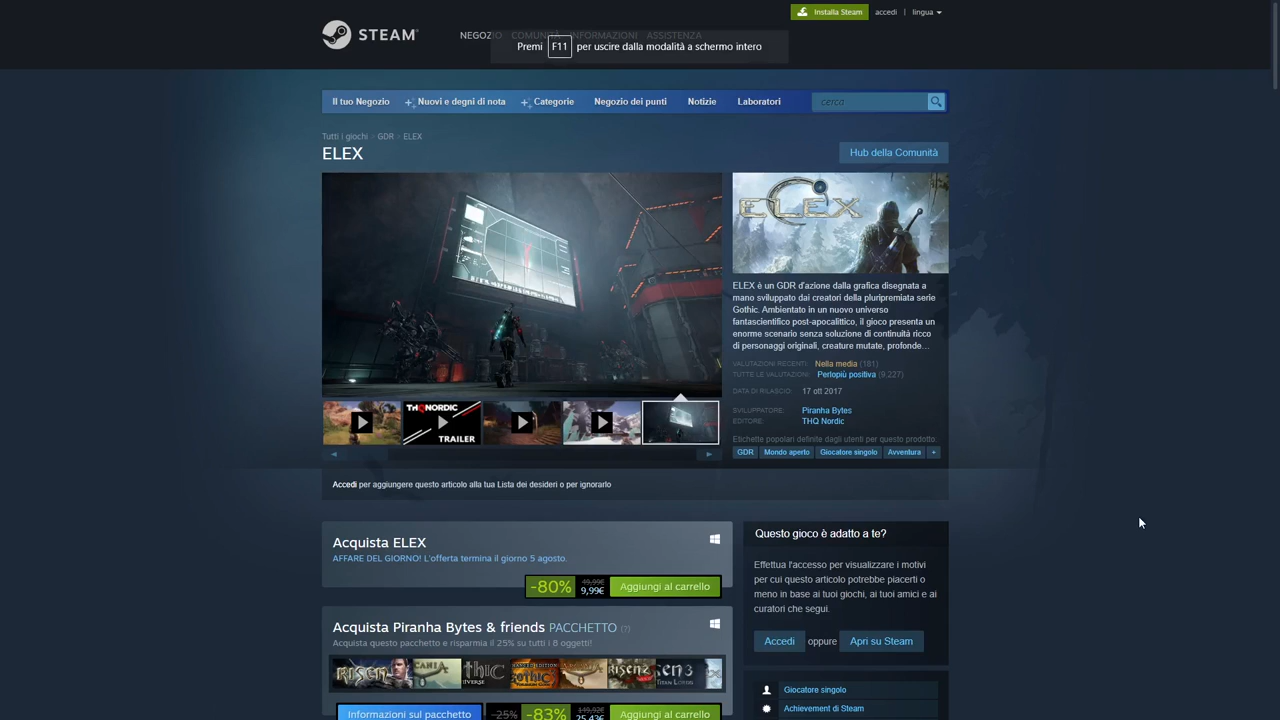 Installa Steam
accedi | lingua
STEAM
NEGOZIO COMUNITÀ INFORMAZIONI ASSISTENZA
Premi F11 per uscire dalla modalità a schermo intero
Il tuo Negozio Nuovi e degni di nota Categorie Negozio dei punti Notizie Laboratori cerca
Tutti i giochi > GDR > ELEX
ELEX
Hub della Comunità
ELEX
ELEX è un GDR d'azione dalla grafica disegnata a
mano sviluppato dai creatori della pluripremiata serie
Gothic. Ambientato in un nuovo universo
fantascientifico post-apocalittico, il gioco presenta un
enorme scenario senza soluzione di continuità ricco
di personaggi originali, creature mutate, profonde...
VALUTAZIONI RECENTI: Nella media (181)
TUTTE LE VALUTAZIONI: Perlopiù positiva (9.227)
DATA DI RILASCIO: 17 ott 2017
SVILUPPATORE: Piranha Bytes
EDITORE: THQ Nordic
Etichette popolari definite dagli utenti per questo prodotto:
GDR Mondo aperto Giocatore singolo Avventura +
THQ NORDIC
TRAILER
Accedi per aggiungere questo articolo alla tua Lista dei desideri o per ignorarlo
Acquista ELEX
AFFARE DEL GIORNO! L'offerta termina il giorno 5 agosto.
-80% 49,99€ 9,99€ Aggiungi al carrello
Acquista Piranha Bytes & friends PACCHETTO (?)
Acquista questo pacchetto e risparmia il 25% su tutti i 8 oggetti!
RISEN
Informazioni sul pacchetto -25% -83% 149,92€ 25,43€ Aggiungi al carrello
Questo gioco è adatto a te?
Effettua l'accesso per visualizzare i motivi
per cui questo articolo potrebbe piacerti o
meno in base ai tuoi giochi, ai tuoi amici e ai
curatori che segui.
Accedi oppure Apri su Steam
Giocatore singolo
Achievement di Steam